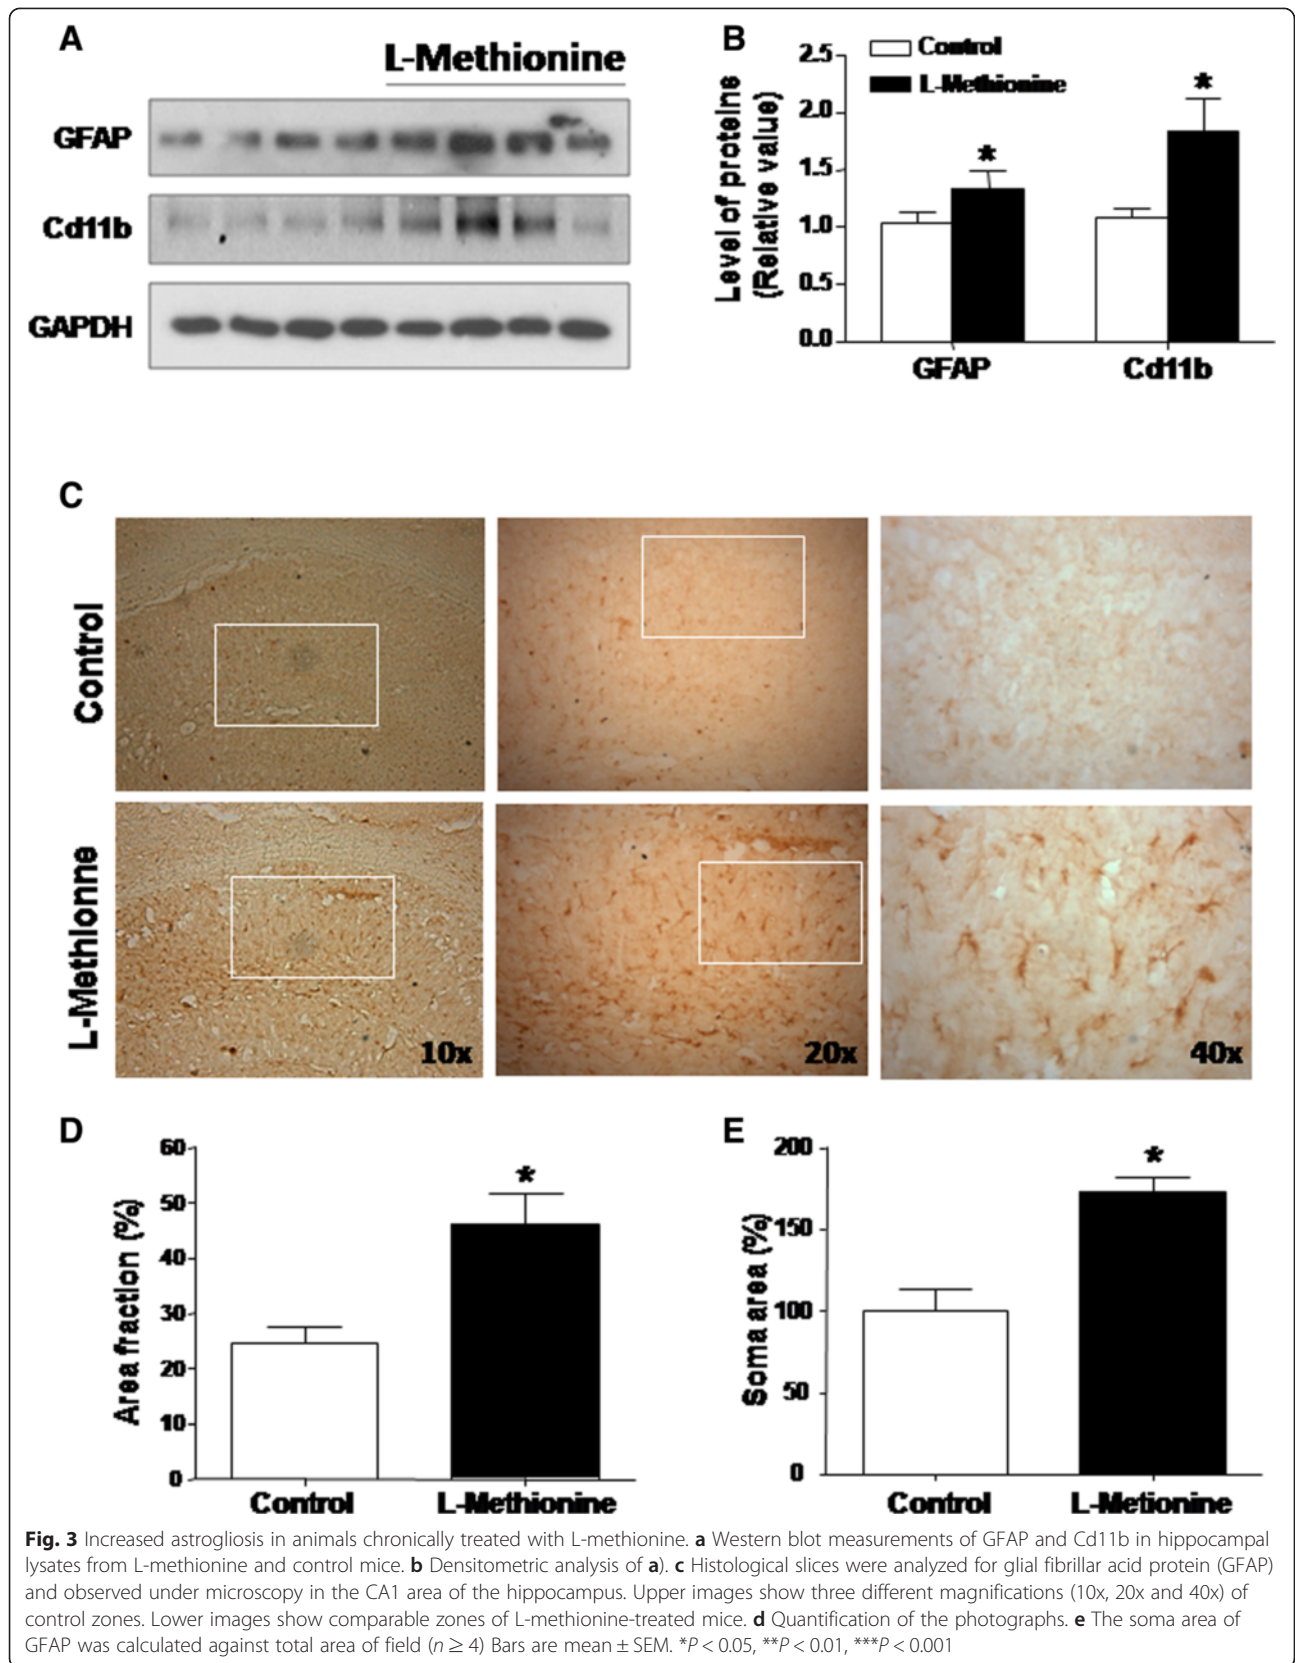 A
L-Methionine
GFAP
Cd11b
GAPDH
B
Control
L-Methionine
Level of proteins
(Relative value)
2.5
2.0
1.5
1.0
0.5
0.0
*
*
GFAP
Cd11b
C
Control
L-Methionne
10x
20x
40x
D
Area fraction (%)
60
50
40
30
20
10
0
*
Control
L-Methionine
E
Soma area (%)
200
150
100
50
0
*
Control
L-Metionine
Fig. 3 Increased astrogliosis in animals chronically treated with L-methionine. a Western blot measurements of GFAP and Cd11b in hippocampal
lysates from L-methionine and control mice. b Densitometric analysis of a). c Histological slices were analyzed for glial fibrillar acid protein (GFAP)
and observed under microscopy in the CA1 area of the hippocampus. Upper images show three different magnifications (10x, 20x and 40x) of
control zones. Lower images show comparable zones of L-methionine-treated mice. d Quantification of the photographs. e The soma area of
GFAP was calculated against total area of field (n ≥ 4) Bars are mean ± SEM. *P < 0.05, **P < 0.01, ***P < 0.001